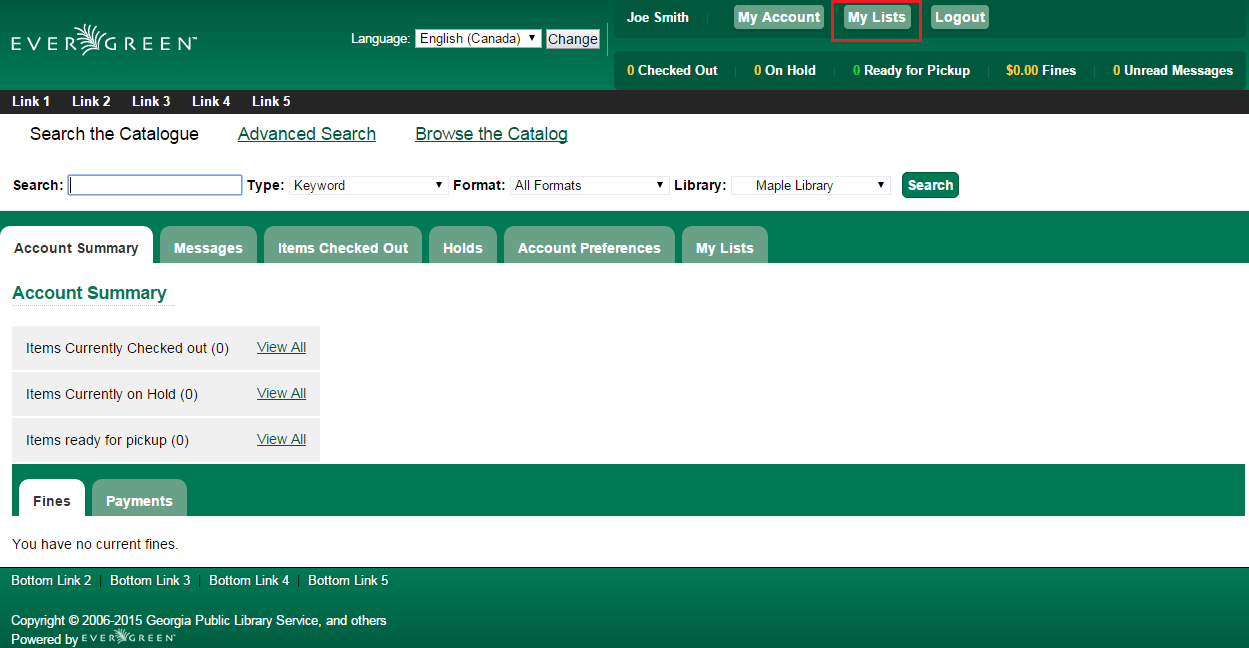 EVERGREEN™
Language: English (Canada) Change
Joe Smith My Account My Lists Logout
0 Checked Out 0 On Hold 0 Ready for Pickup $0.00 Fines 0 Unread Messages
Link 1 Link 2 Link 3 Link 4 Link 5
Search the Catalogue Advanced Search Browse the Catalog
Search: Type: Keyword Format: All Formats Library: Maple Library Search
Account Summary Messages Items Checked Out Holds Account Preferences My Lists
Account Summary
Items Currently Checked out (0) View All
Items Currently on Hold (0) View All
Items ready for pickup (0) View All
Fines Payments
You have no current fines.
Bottom Link 2 Bottom Link 3 Bottom Link 4 Bottom Link 5
Copyright © 2006-2015 Georgia Public Library Service, and others
Powered by EVERGREEN™